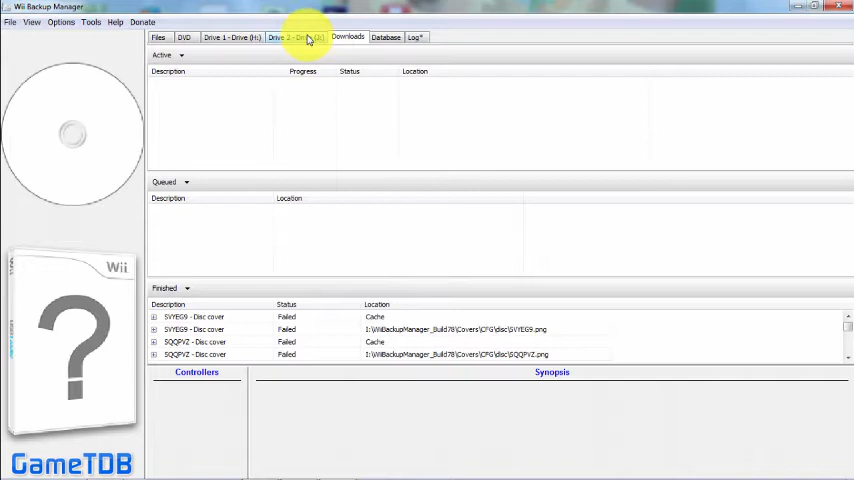 Wii Backup Manager
File View Options Tools Help Donate
Files DVD Drive 1 - Drive (H:) Drive 2 - Downloads Database Log*
Active
Description Progress Status Location
Queued
Description Location
Finished
Description Status Location
SVYEG9 - Disc cover Failed Cache
SVYEG9 - Disc cover Failed I:\WiiBackupManager_Build78\Covers\CFG\disc\SVYEG9.png
SQQPVZ - Disc cover Failed Cache
SQQPVZ - Disc cover Failed I:\WiiBackupManager_Build78\Covers\CFG\disc\SQQPVZ.png
Controllers Synopsis
Wii
?
GameTDB